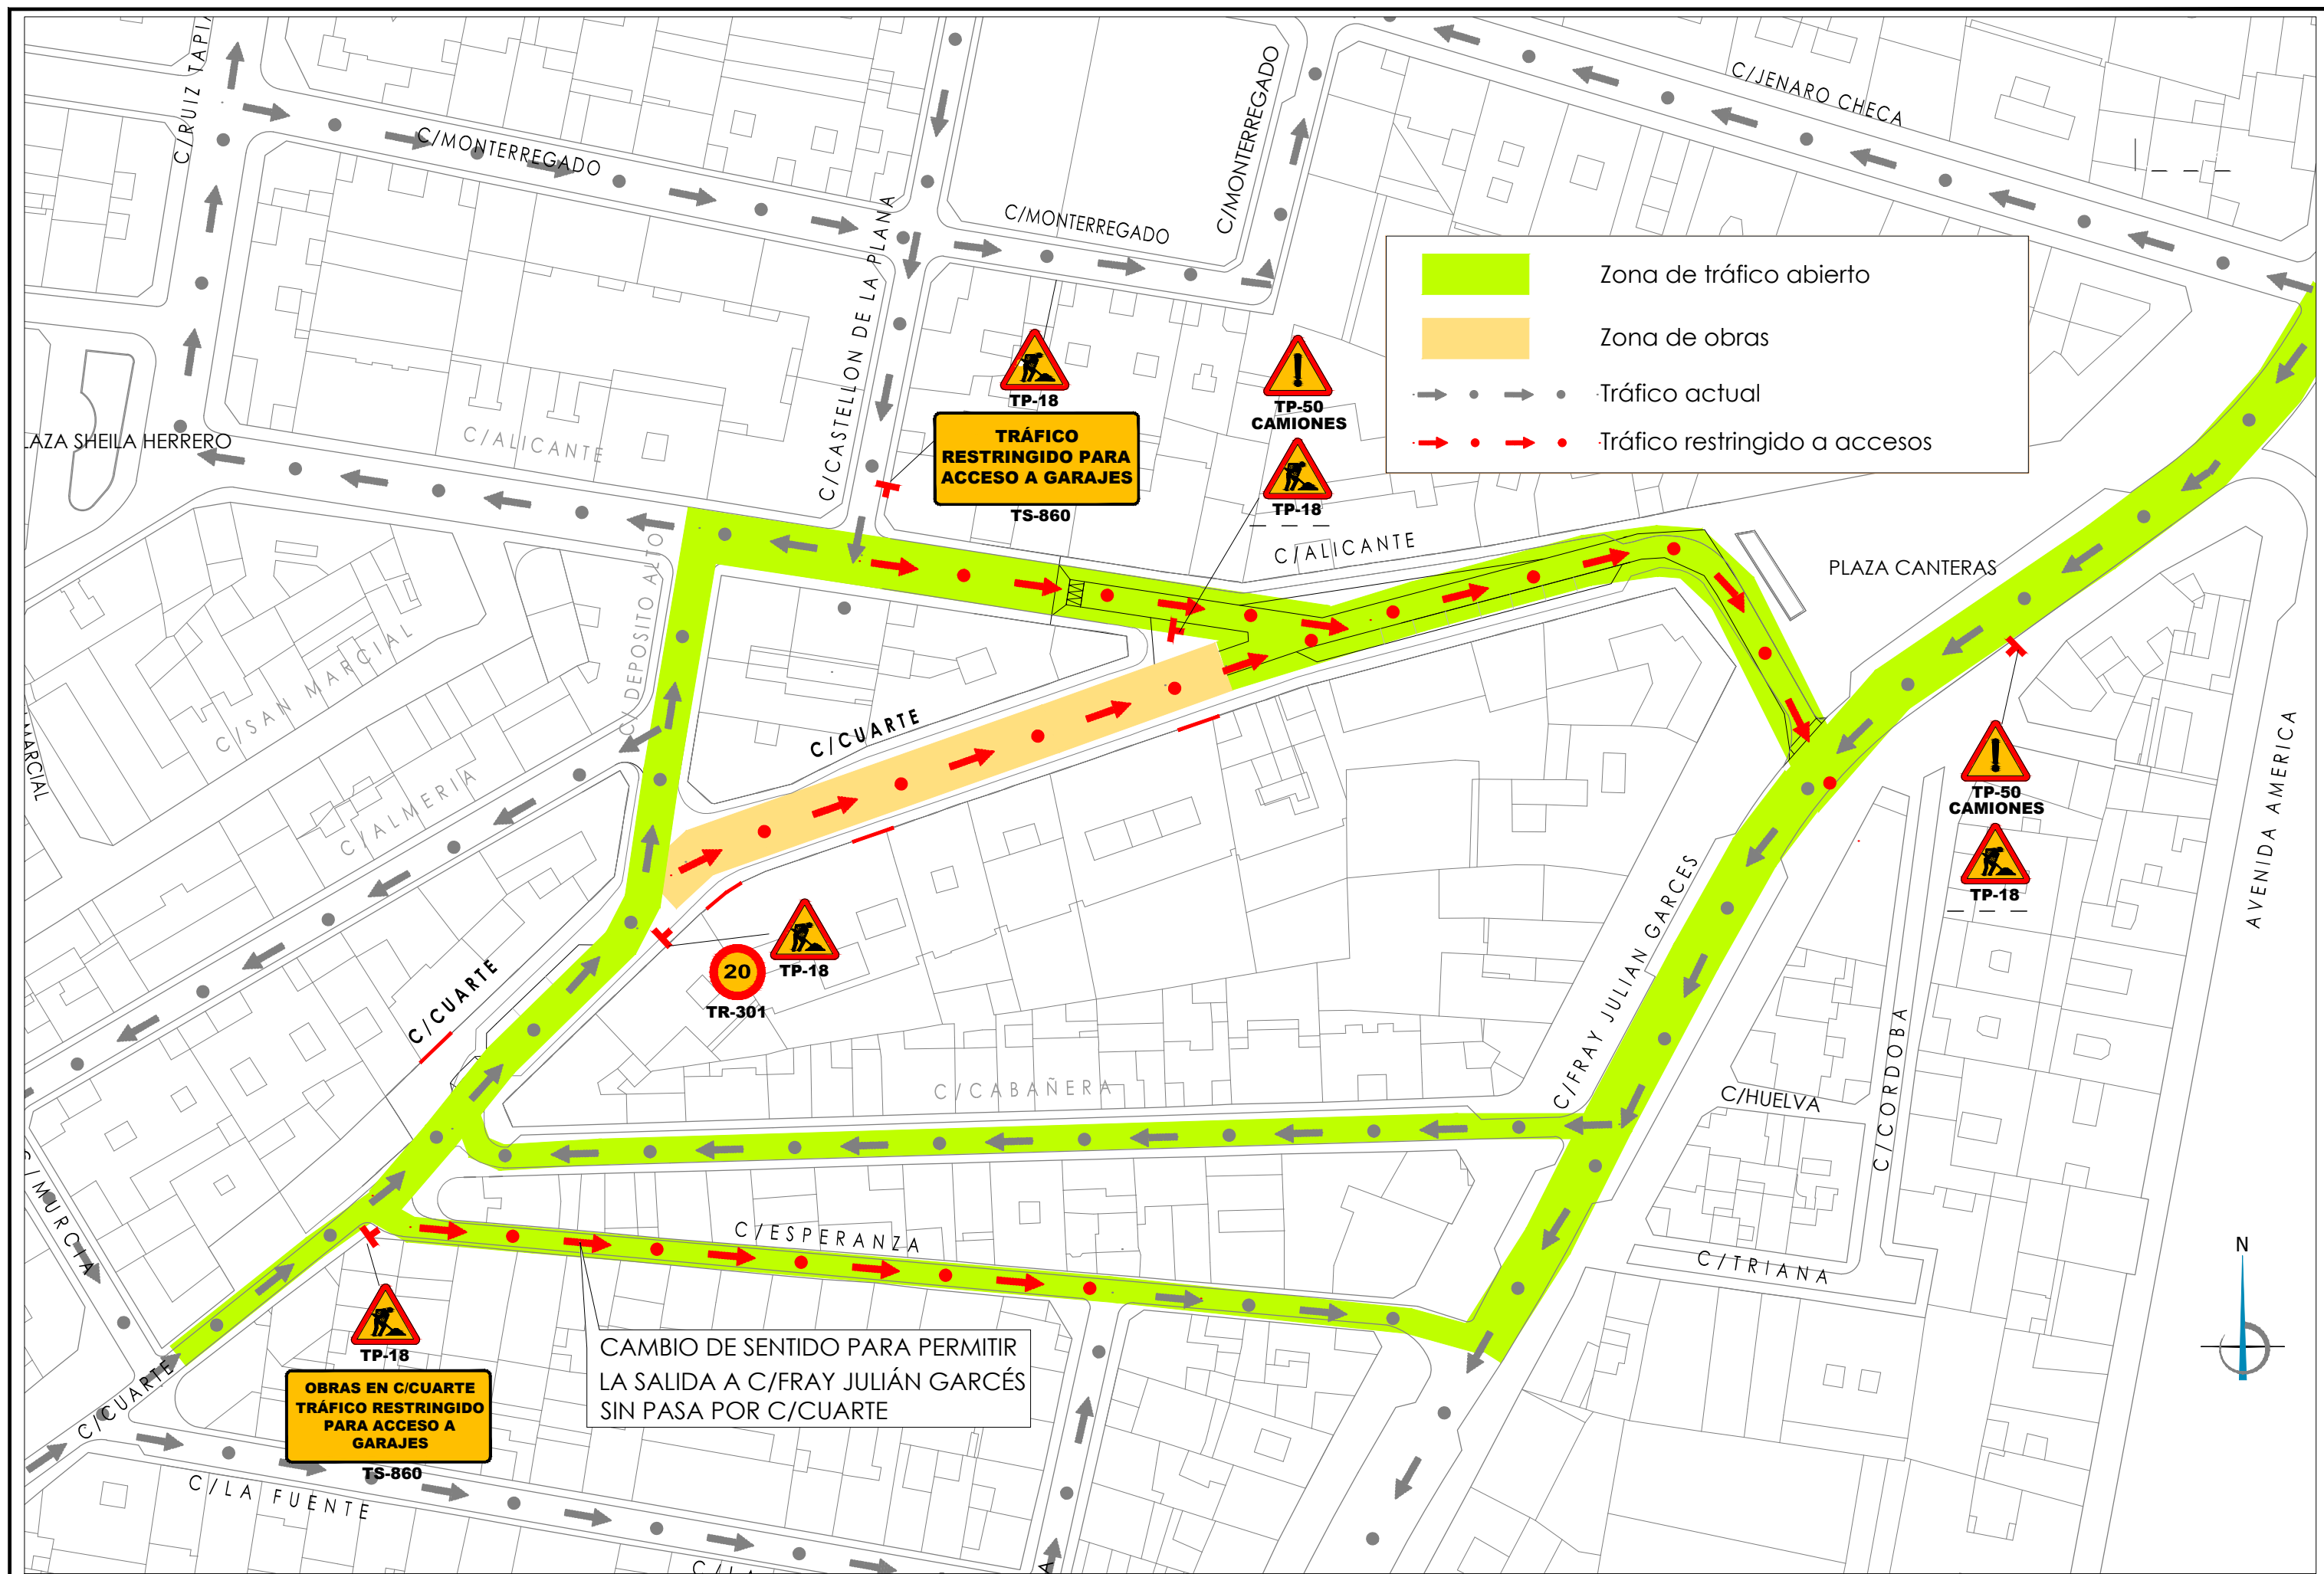 C/RUIZ TAPIA
C/MONTERREGADO
C/MONTERREGADO
C/MONTERREGADO
C/JENARO CHECA
Zona de tráfico abierto
Zona de obras
Tráfico actual
Tráfico restringido a accesos
C/CASTELLON DE LA PLANA
TP-18
TRÁFICO
RESTRINGIDO PARA
ACCESO A GARAJES
TS-860
TP-50
CAMIONES
TP-18
LAZA SHEILA HERRERO
C/ALICANTE
C/ALICANTE
PLAZA CANTERAS
C/DEPOSITO ALTO
C/SAN MARCIAL
MARCIAL
C/ALMERIA
C/CUARTE
TP-50
CAMIONES
TP-18
AVENIDA AMERICA
C/CUARTE
20
TR-301
TP-18
C/FRAY JULIAN GARCES
C/CORDOBA
C/CABAÑERA
C/HUELVA
C/MURCIA
C/ESPERANZA
C/TRIANA
N
TP-18
OBRAS EN C/CUARTE
TRÁFICO RESTRINGIDO
PARA ACCESO A
GARAJES
TS-860
CAMBIO DE SENTIDO PARA PERMITIR
LA SALIDA A C/FRAY JULIÁN GARCÉS
SIN PASA POR C/CUARTE
C/CUARTE
C/LA FUENTE